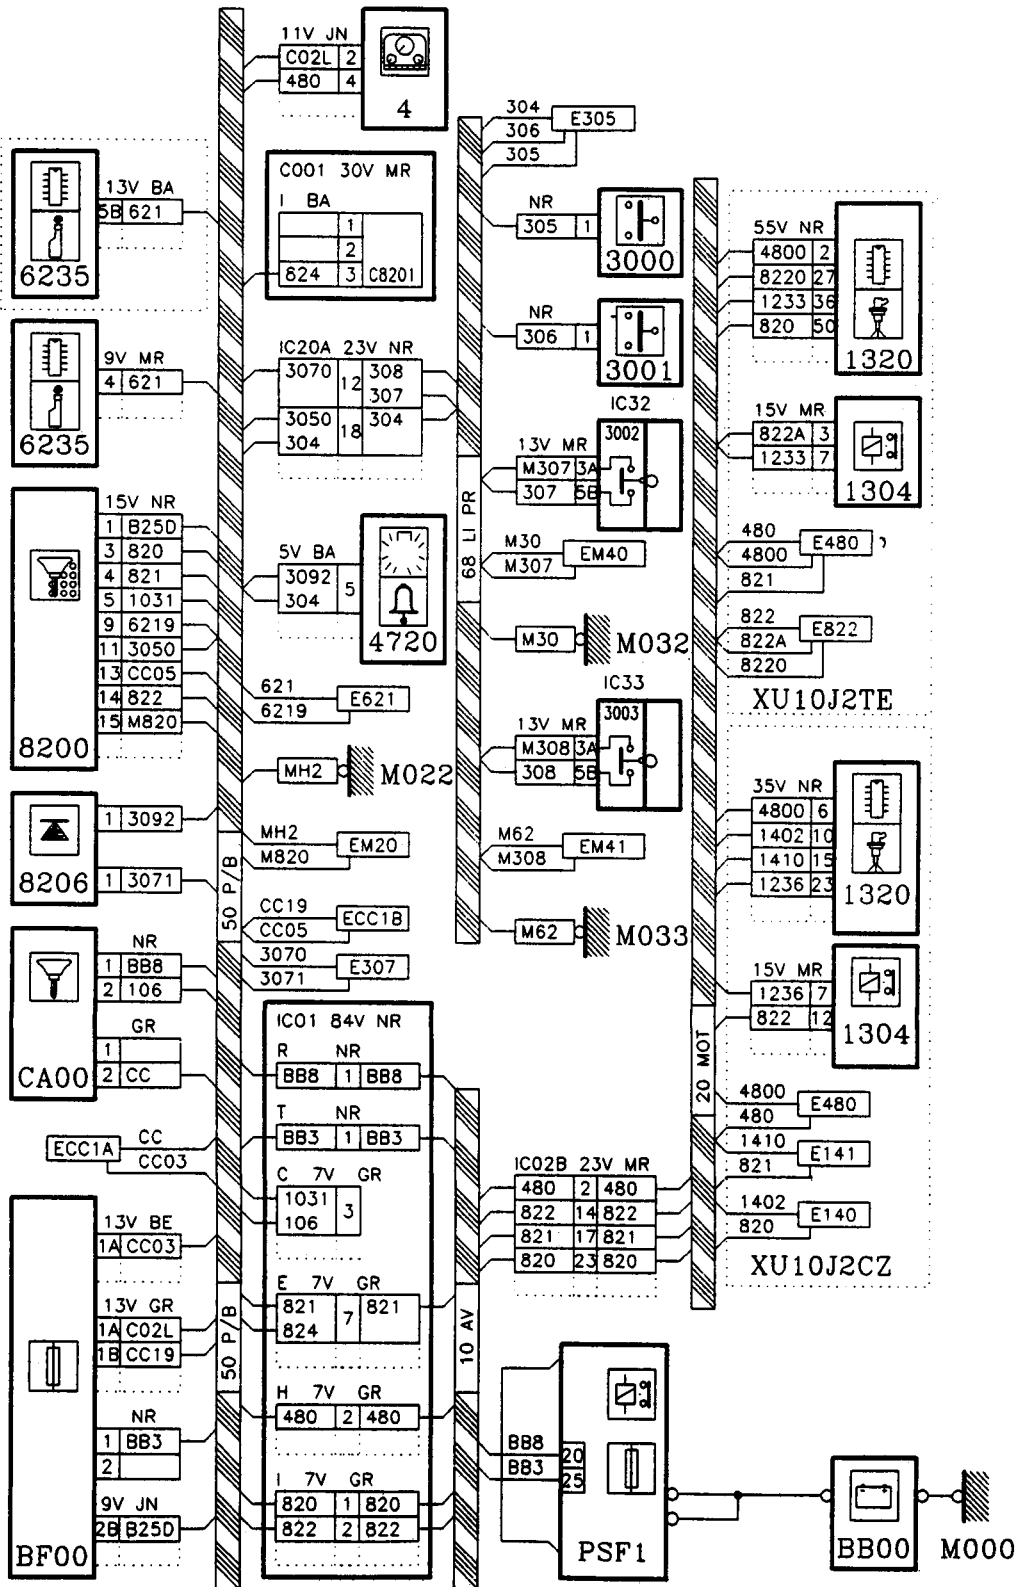 11V JN
C02L 2
480 4
4
13V BA
5B 621
6235
C001 30V MR
I BA
1
2
824 3 C8201
304
306
305
E305
NR
305 1
3000
NR
306 1
3001
55V NR
4800 2
8220 27
1233 36
820 50
1320
9V MR
4 621
6235
IC20A 23V NR
3070 12 308
307
3050 18 304
304
IC32
3002
13V MR
M307 3A
307 5B
15V MR
822A 3
1233 7
1304
15V NR
1 B25D
3 820
4 821
5 1031
9 6219
11 3050
13 CC05
14 822
15 M820
8200
5V BA
3092 5
304
4720
68 LI PR
M30
M307
EM40
M30
M032
480
4800
821
E480
822
822A
8220
E822
XU10J2TE
621
6219
E621
MH2
M022
IC33
3003
13V MR
M308 3A
308 5B
1 3092
8206
1 3071
MH2
M820
EM20
M62
M308
EM41
35V NR
4800 6
1402 10
1410 15
1236 23
1320
50 P/B
CC19
CC05
ECC1B
3070
3071
E307
M62
M033
NR
1 BB8
2 106
GR
1
2 CC
CA00
15V MR
1236 7
822 12
1304
20 MOT
IC01 84V NR
R NR
BB8 1 BB8
T NR
BB3 1 BB3
C 7V GR
1031 3
106
E 7V GR
821 7 821
824
H 7V GR
480 2 480
I 7V GR
820 1 820
822 2 822
ECC1A
CC
CC03
4800
480
E480
1410
821
E141
1402
820
E140
XU10J2CZ
IC02B 23V MR
480 2 480
822 14 822
821 17 821
820 23 820
13V BE
1A CC03
13V GR
1A C02L
1B CC19
NR
1 BB3
2
9V JN
2B B25D
BF00
50 P/B
10 AV
BB8 20
BB3 25
PSF1
BB00
M000